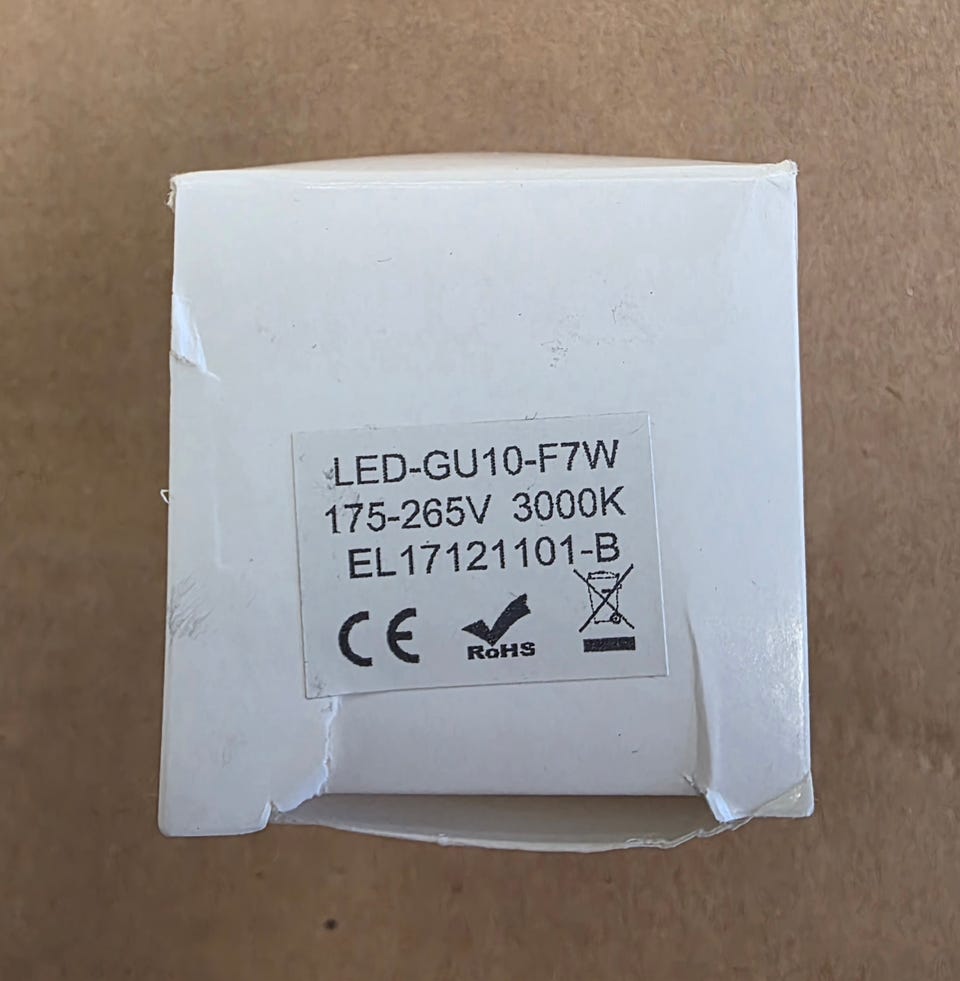 LED-GU10-F7W
175-265V 3000K
EL17121101-B
CE
RoHS